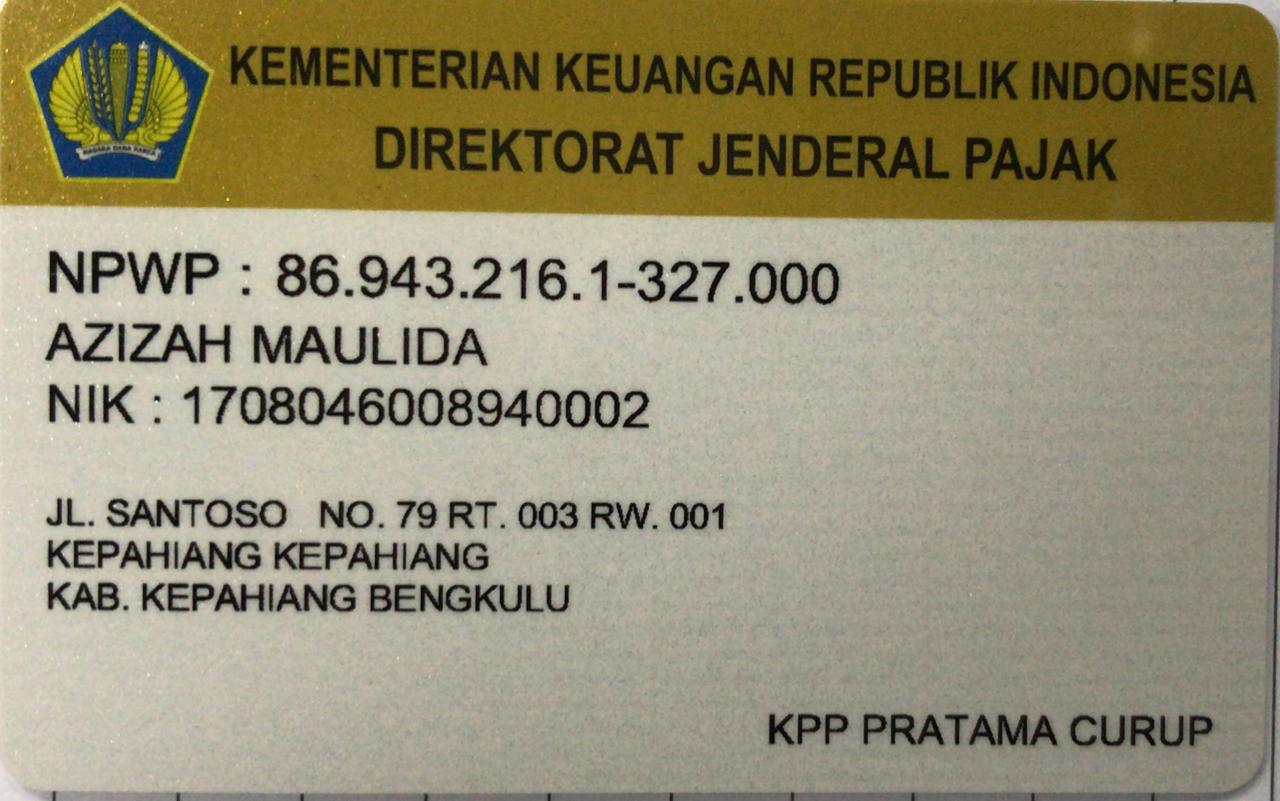 KEMENTERIAN KEUANGAN REPUBLIK INDONESIA
DIREKTORAT JENDERAL PAJAK
NAGARA DANA RAKCA
NPWP : 86.943.216.1-327.000
AZIZAH MAULIDA
NIK : 1708046008940002
JL. SANTOSO NO. 79 RT. 003 RW. 001
KEPAHIANG KEPAHIANG
KAB. KEPAHIANG BENGKULU
KPP PRATAMA CURUP